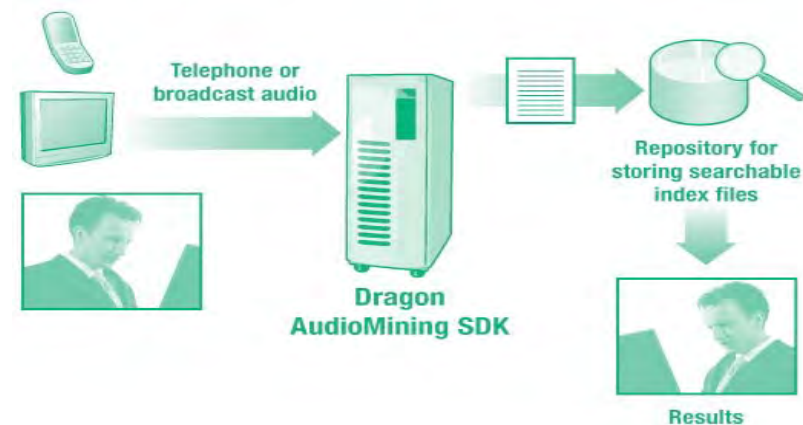 Telephone or
broadcast audio
Dragon
AudioMining SDK
Repository for
storing searchable
index files
Results